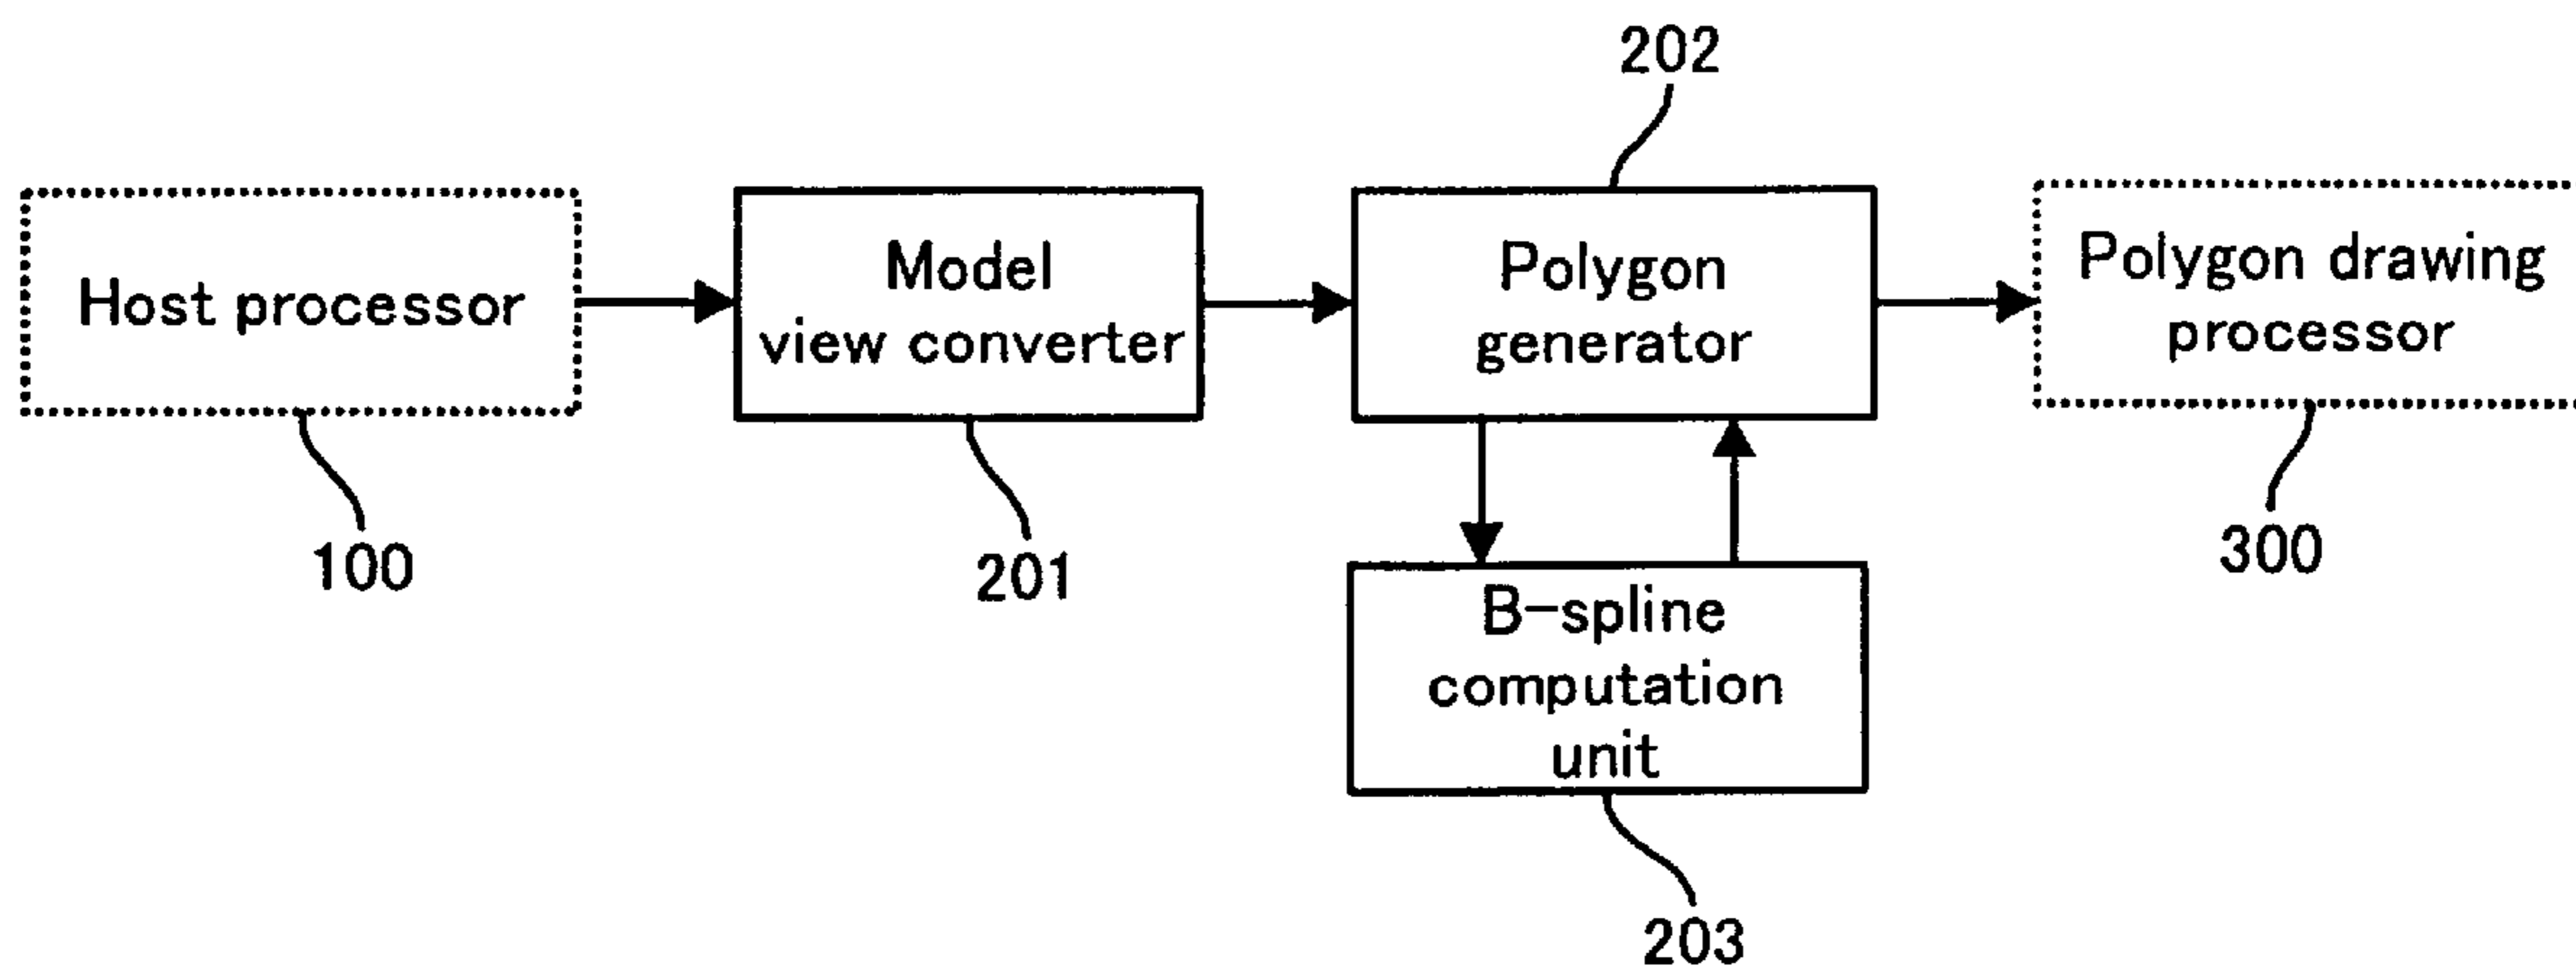 202
Host processor
Model
view converter
Polygon
generator
Polygon drawing
processor
100
201
300
B-spline
computation
unit
203